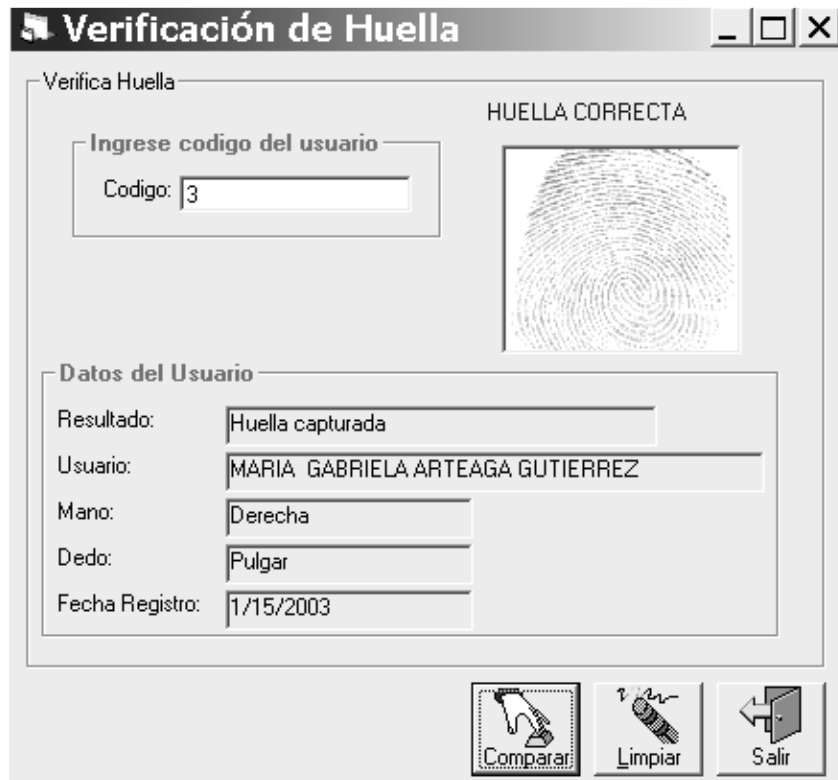 Verificación de Huella
Verifica Huella
HUELLA CORRECTA
Ingrese codigo del usuario
Codigo: 3
Datos del Usuario
Resultado: Huella capturada
Usuario: MARIA GABRIELA ARTEAGA GUTIERREZ
Mano: Derecha
Dedo: Pulgar
Fecha Registro: 1/15/2003
Comparar Limpiar Salir